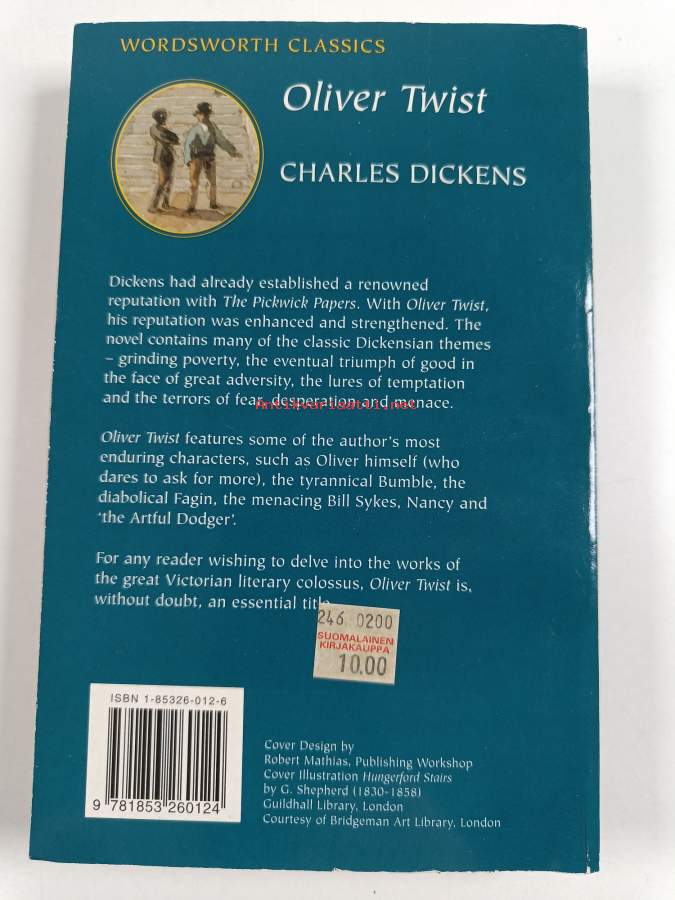 WORDSWORTH CLASSICS
Oliver Twist
CHARLES DICKENS
Dickens had already established a renowned
reputation with The Pickwick Papers. With Oliver Twist,
his reputation was enhanced and strengthened. The
novel contains many of the classic Dickensian themes
– grinding poverty, the eventual triumph of good in
the face of great adversity, the lures of temptation
and the terrors of fear, desperation and menace.
Antikvariaatti.net
Oliver Twist features some of the author's most
enduring characters, such as Oliver himself (who
dares to ask for more), the tyrannical Bumble, the
diabolical Fagin, the menacing Bill Sykes, Nancy and
'the Artful Dodger'.
For any reader wishing to delve into the works of
the great Victorian literary colossus, Oliver Twist is,
without doubt, an essential title
246 0200
SUOMALAINEN
KIRJAKAUPPA
10.00
ISBN 1-85326-012-6
9 781853 260124
Cover Design by
Robert Mathias, Publishing Workshop
Cover Illustration Hungerford Stairs
by G. Shepherd (1830-1858)
Guildhall Library, London
Courtesy of Bridgeman Art Library, London